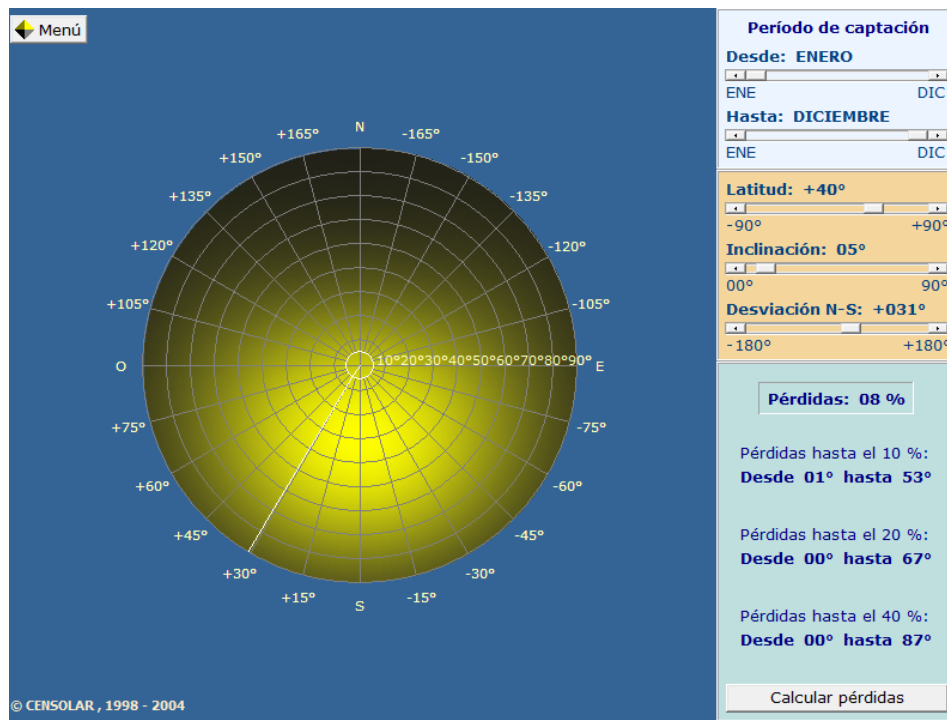 Menú
N
+165°
-165°
+150°
-150°
+135°
-135°
+120°
-120°
+105°
-105°
10°20°30°40°50°60°70°80°90°
O
E
+75°
-75°
+60°
-60°
+45°
-45°
+30°
-30°
+15°
-15°
S
© CENSOLAR , 1998 - 2004
Período de captación
Desde: ENERO
ENE DIC
Hasta: DICIEMBRE
ENE DIC
Latitud: +40°
-90° +90°
Inclinación: 05°
00° 90°
Desviación N-S: +031°
-180° +180°
Pérdidas: 08 %
Pérdidas hasta el 10 %:
Desde 01° hasta 53°
Pérdidas hasta el 20 %:
Desde 00° hasta 67°
Pérdidas hasta el 40 %:
Desde 00° hasta 87°
Calcular pérdidas